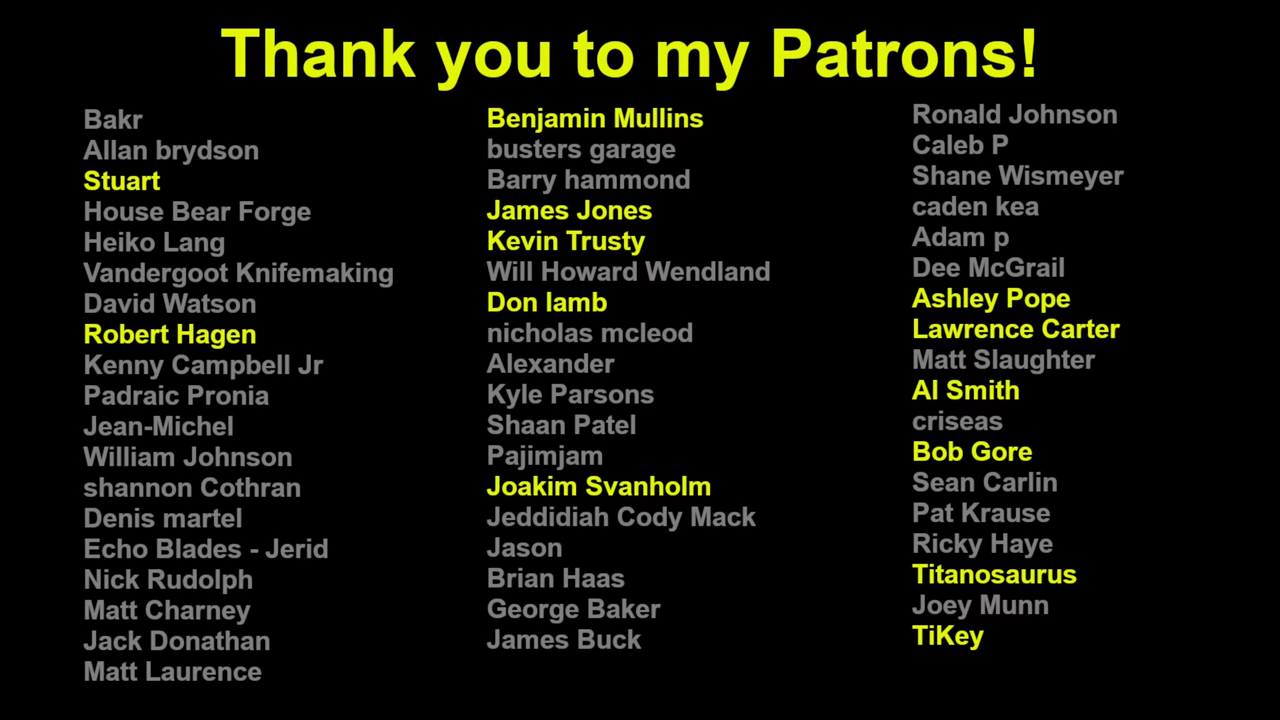 Thank you to my Patrons!
Bakr
Allan brydson
Stuart
House Bear Forge
Heiko Lang
Vandergoot Knifemaking
David Watson
Robert Hagen
Kenny Campbell Jr
Padraic Pronia
Jean-Michel
William Johnson
shannon Cothran
Denis martel
Echo Blades - Jerid
Nick Rudolph
Matt Charney
Jack Donathan
Matt Laurence
Benjamin Mullins
busters garage
Barry hammond
James Jones
Kevin Trusty
Will Howard Wendland
Don lamb
nicholas mcleod
Alexander
Kyle Parsons
Shaan Patel
Pajimjam
Joakim Svanholm
Jeddidiah Cody Mack
Jason
Brian Haas
George Baker
James Buck
Ronald Johnson
Caleb P
Shane Wismeyer
caden kea
Adam p
Dee McGrail
Ashley Pope
Lawrence Carter
Matt Slaughter
Al Smith
criseas
Bob Gore
Sean Carlin
Pat Krause
Ricky Haye
Titanosaurus
Joey Munn
TiKey